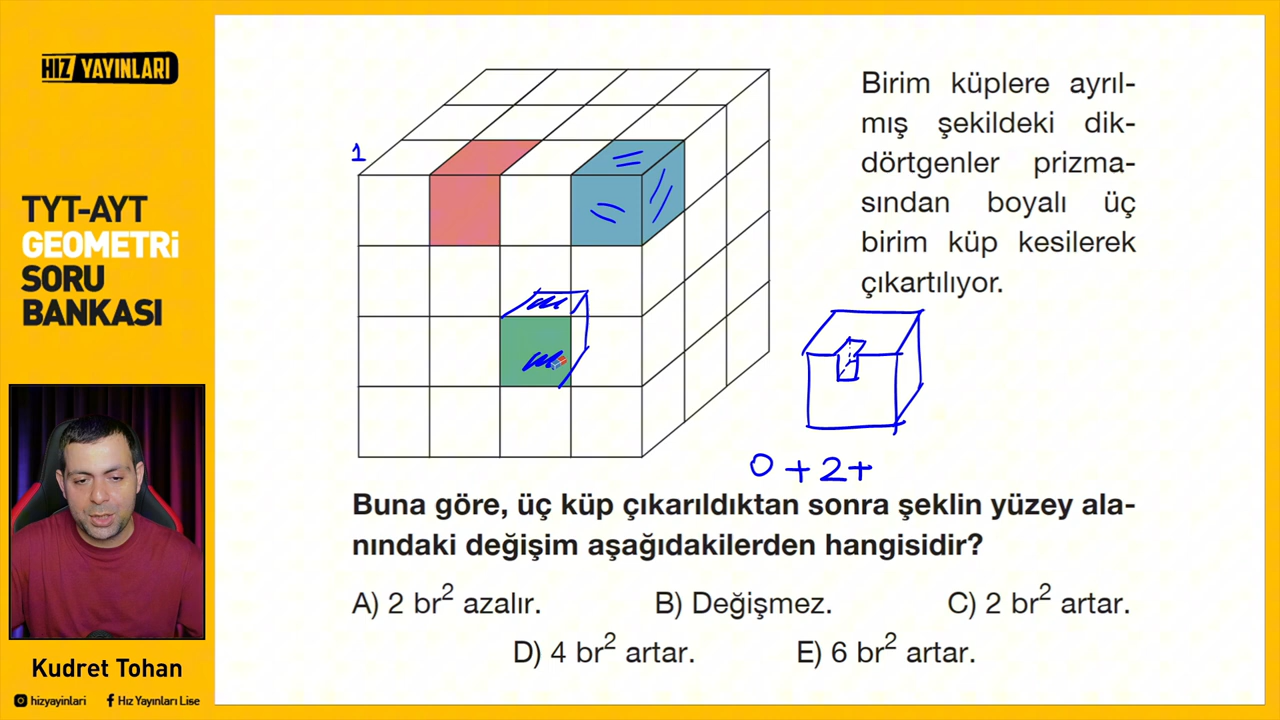 HIZ YAYINLARI
TYT-AYT
GEOMETRİ
SORU
BANKASI
Kudret Tohan
hizyayinlari Hız Yayınları Lise
1
Birim küplere ayrıl-
mış şekildeki dik-
dörtgenler prizma-
sından boyalı üç
birim küp kesilerek
çıkartılıyor.
0 + 2 +
Buna göre, üç küp çıkarıldıktan sonra şeklin yüzey ala-
nındaki değişim aşağıdakilerden hangisidir?
A) 2 br² azalır. B) Değişmez. C) 2 br² artar.
D) 4 br² artar. E) 6 br² artar.